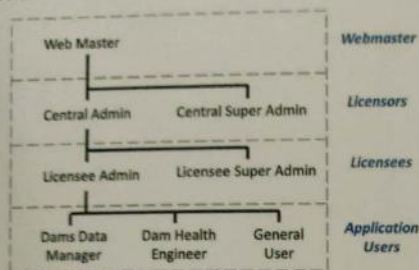 Web Master
Webmaster
Central Admin Central Super Admin
Licensors
Licensee Admin Licensee Super Admin
Licensees
Dams Data Manager
Dam Health Engineer
General User
Application Users